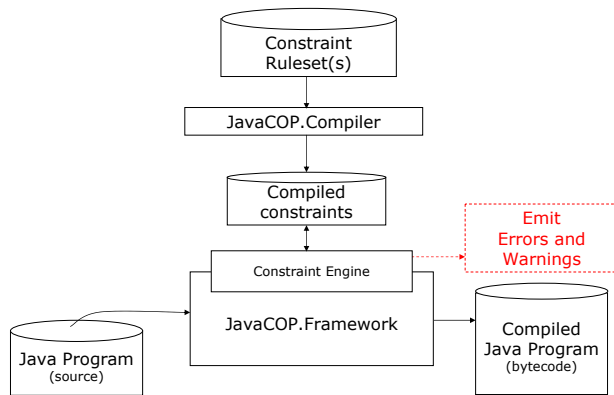 Constraint
Ruleset(s)
JavaCOP.Compiler
Compiled
constraints
Emit
Errors and
Warnings
Constraint Engine
JavaCOP.Framework
Java Program
(source)
Compiled
Java Program
(bytecode)